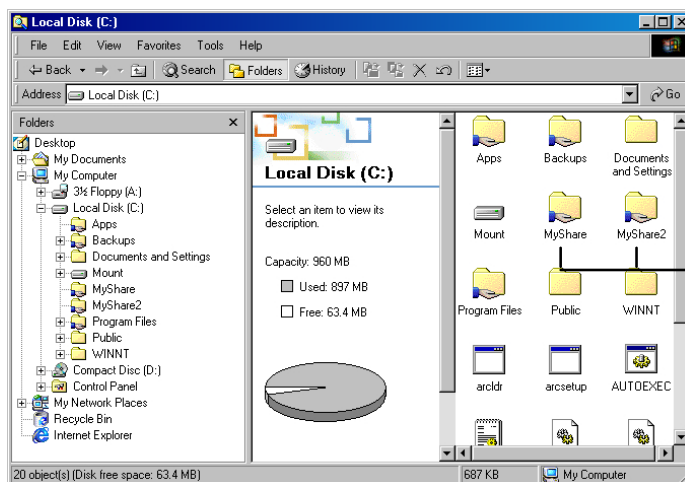 Local Disk (C:)
File Edit View Favorites Tools Help
Back Search Folders History
Address Local Disk (C:) Go
Folders x
Desktop
My Documents
My Computer
3½ Floppy (A:)
Local Disk (C:)
Apps
Backups
Documents and Settings
Mount
MyShare
MyShare2
Program Files
Public
WINNT
Compact Disc (D:)
Control Panel
My Network Places
Recycle Bin
Internet Explorer
Local Disk (C:)
Select an item to view its
description.
Capacity: 960 MB
Used: 897 MB
Free: 63.4 MB
Apps Backups Documents
and Settings
Mount MyShare MyShare2
Program Files Public WINNT
arcldr arcsetup AUTOEXEC
20 object(s) (Disk free space: 63.4 MB) 687 KB My Computer